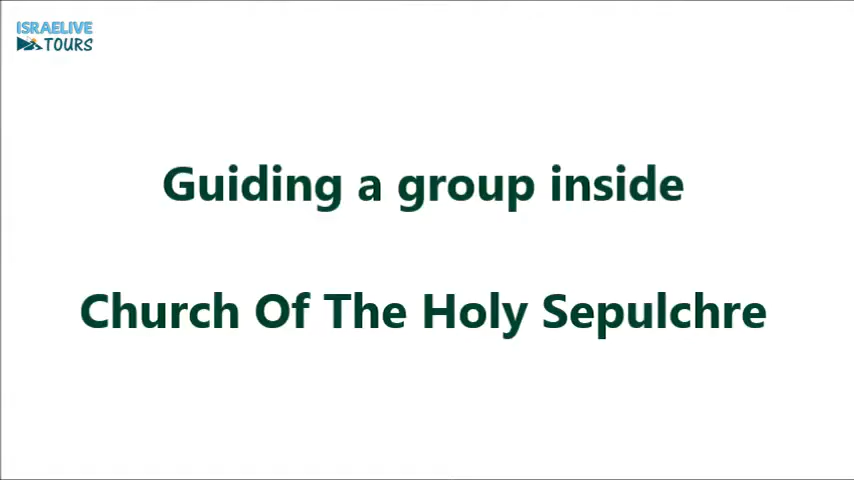 ISRAELIVE
TOURS
Guiding a group inside
Church Of The Holy Sepulchre